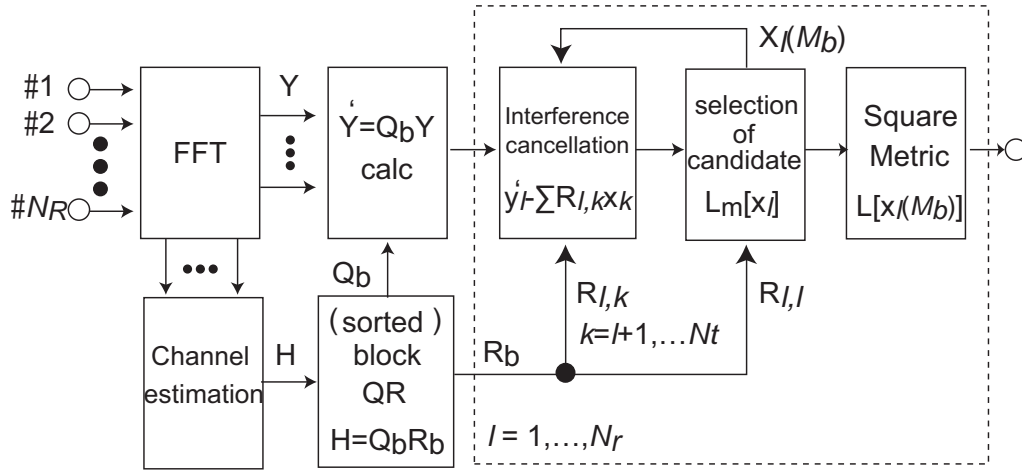 #1
#2
#NR
FFT
Y
Y'=QbY
calc
Interference
cancellation
y'l-∑Rl,kxk
Xl(Mb)
selection
of
candidate
Lm[xl]
Square
Metric
L[xl(Mb)]
Channel
estimation
H
Qb
(sorted)
block
QR
H=QbRb
Rb
Rl,k
k=l+1,…Nt
Rl,l
l = 1,…,Nr